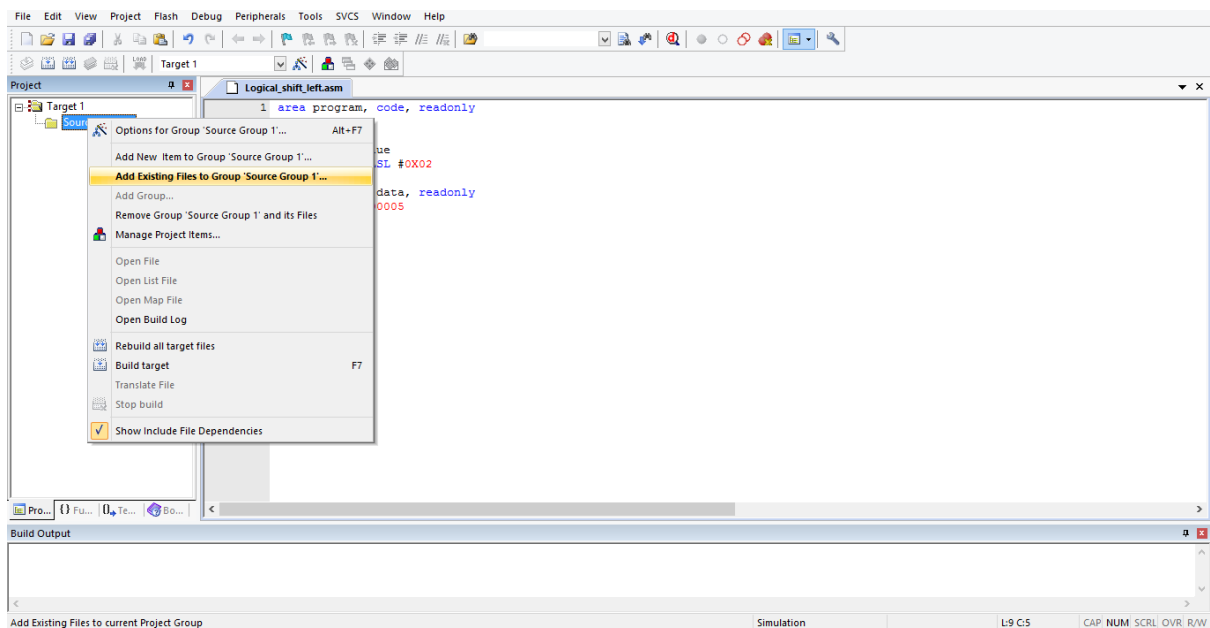 File Edit View Project Flash Debug Peripherals Tools SVCS Window Help
Target 1
Project
Logical_shift_left.asm
Target 1
1 area program, code, readonly
Options for Group 'Source Group 1'... Alt+F7
Add New Item to Group 'Source Group 1'...
ue
SL #0X02
Add Existing Files to Group 'Source Group 1'...
Add Group...
data, readonly
0005
Remove Group 'Source Group 1' and its Files
Manage Project Items...
Open File
Open List File
Open Map File
Open Build Log
Rebuild all target files
Build target F7
Translate File
Stop build
Show Include File Dependencies
Pro... {} Fu... Te... Bo...
Build Output
Add Existing Files to current Project Group Simulation L:9 C:5 CAP NUM SCRL OVR R/W